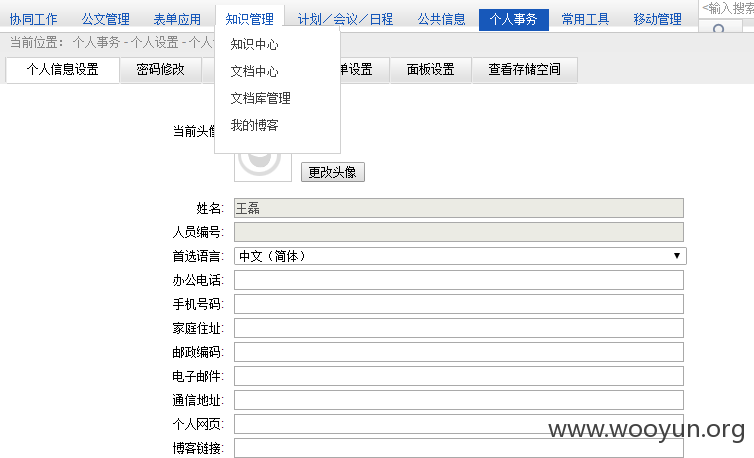 协同工作 公文管理 表单应用 知识管理 计划／会议／日程 公共信息 个人事务 常用工具 移动管理 <输入搜索
当前位置: 个人事务 - 个人设置 - 个人
个人信息设置 密码修改 单设置 面板设置 查看存储空间
知识中心
文档中心
文档库管理
我的博客
当前头像
更改头像
姓名: 王磊
人员编号:
首选语言: 中文（简体）
办公电话:
手机号码:
家庭住址:
邮政编码:
电子邮件:
通信地址:
个人网页:
博客链接:
www.wooyun.org